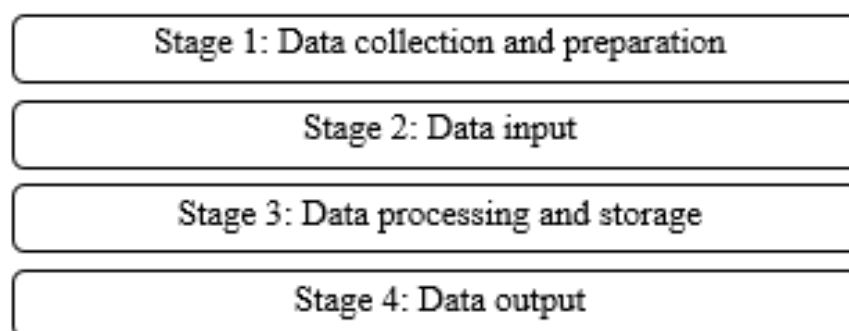 Stage 1: Data collection and preparation
Stage 2: Data input
Stage 3: Data processing and storage
Stage 4: Data output